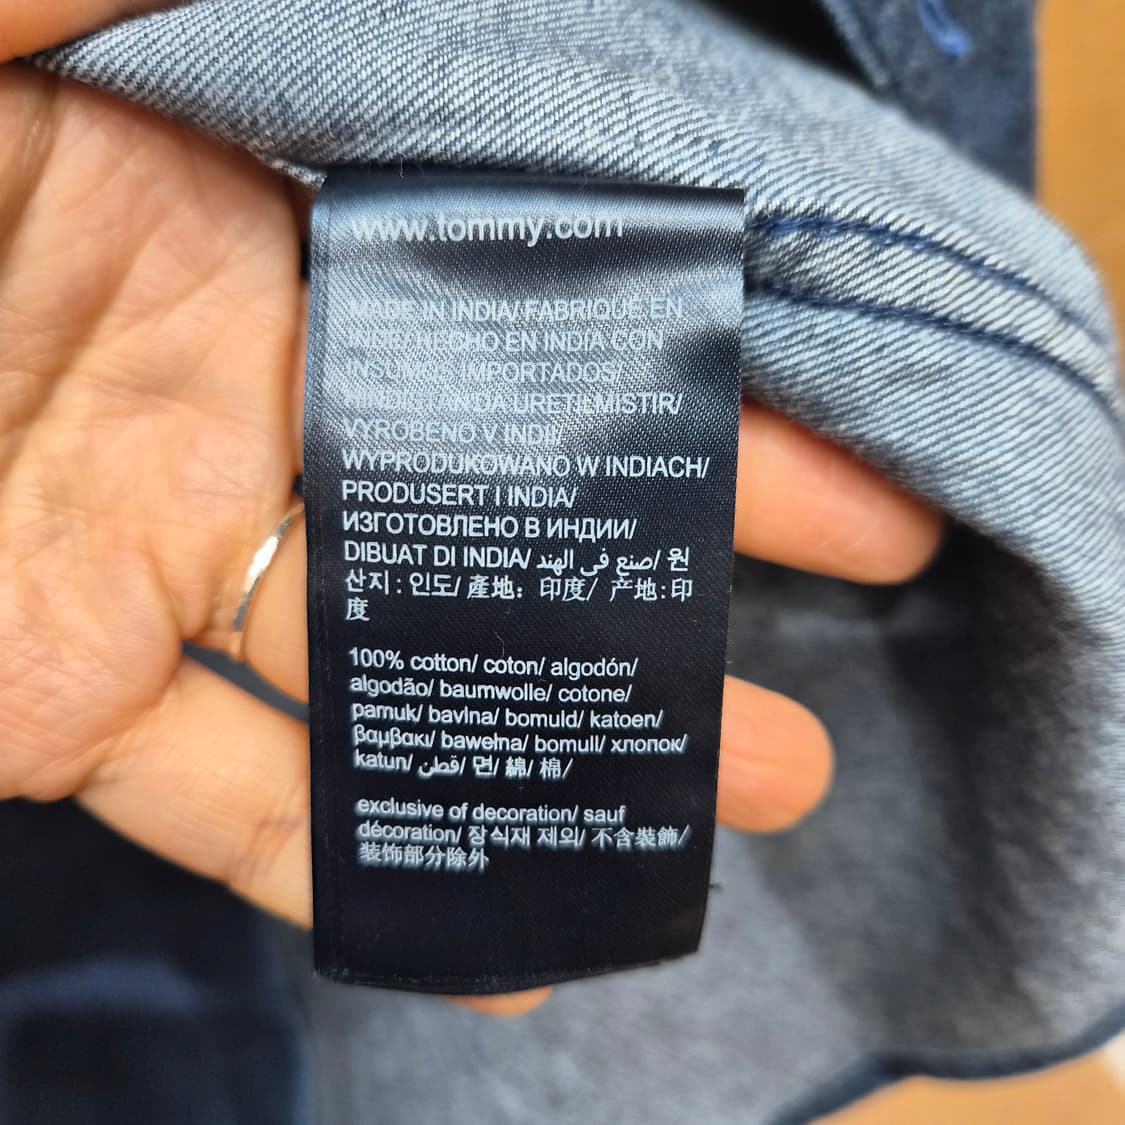 www.tommy.com
MADE IN INDIA/ FABRIQUÉ EN
INDE/ HECHO EN INDIA CON
INSUMOS IMPORTADOS/
HINDISTAN'DA URETILMISTIR/
VYROBENO V INDII/
WYPRODUKOWANO W INDIACH/
PRODUSERT I INDIA/
ИЗГОТОВЛЕНО В ИНДИИ/
DIBUAT DI INDIA/ صنع في الهند/ 원
산지: 인도/ 產地: 印度/ 产地:印
度
100% cotton/ coton/ algodón/
algodão/ baumwolle/ cotone/
pamuk/ bavlna/ bomuld/ katoen/
βαμβακι/ bawełna/ bomull/ хлопок/
katun/ قطن/ 면/ 綿/ 棉/
exclusive of decoration/ sauf
décoration/ 장식재 제외/ 不含裝飾/
装饰部分除外